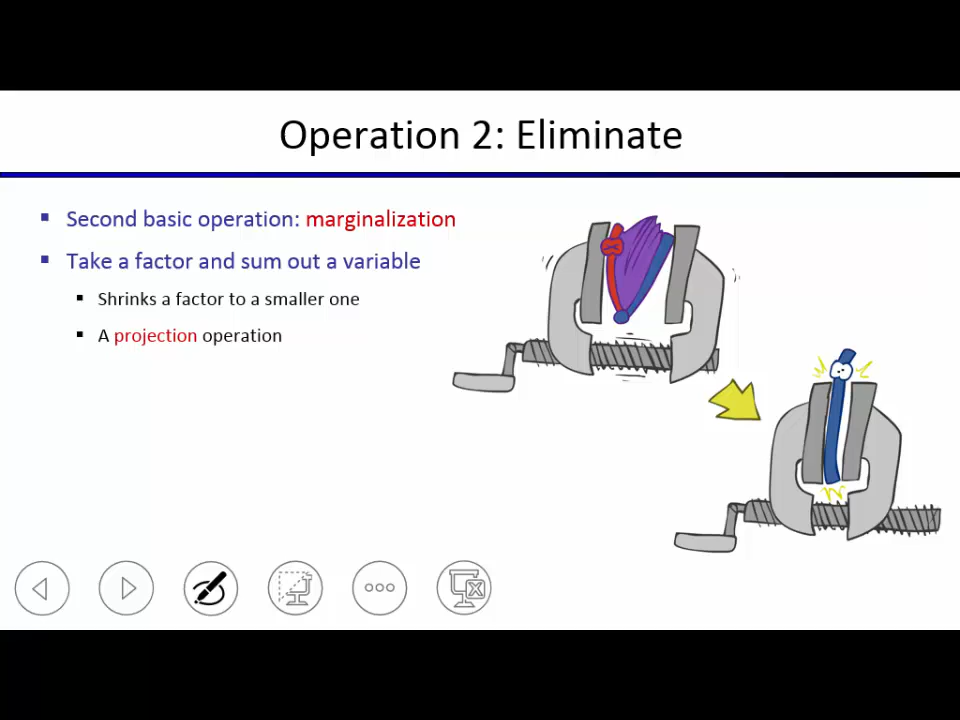 Operation 2: Eliminate
Second basic operation: marginalization
Take a factor and sum out a variable
Shrinks a factor to a smaller one
A projection operation